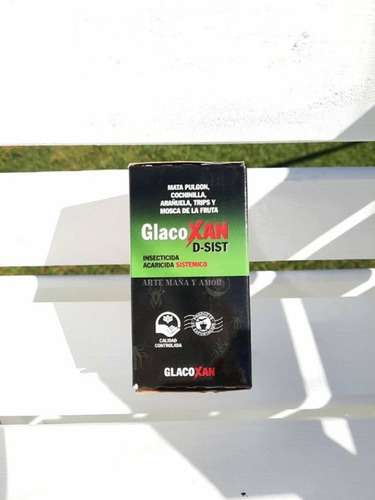 MATA PULGON,
COCHINILLA,
ARAÑUELA, TRIPS Y
MOSCA DE LA FRUTA
GlacoXAN
D-SIST
INSECTICIDA
ACARICIDA SISTEMICO
ARTE MAÑA Y AMOR
CALIDAD
CONTROLADA
GLACOXAN